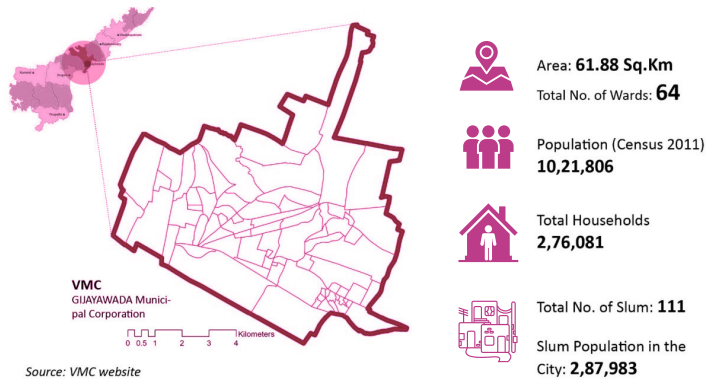 VMC
GIJAYAWADA Munici-
pal Corporation
Kilometers
0 0.5 1 2 3 4
Source: VMC website
Area: 61.88 Sq.Km
Total No. of Wards: 64
Population (Census 2011)
10,21,806
Total Households
2,76,081
Total No. of Slum: 111
Slum Population in the
City: 2,87,983